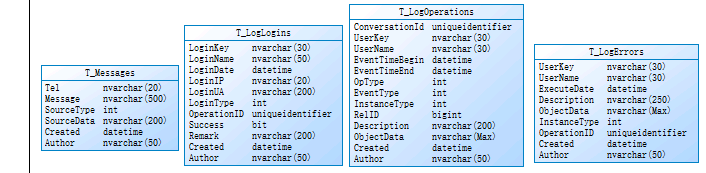 T_Messages
Tel nvarchar(20)
Message nvarchar(500)
SourceType int
SourceData nvarchar(200)
Created datetime
Author nvarchar(50)
T_LogLogins
LoginKey nvarchar(30)
LoginName nvarchar(50)
LoginDate datetime
LoginIP nvarchar(20)
LoginUA nvarchar(200)
LoginType int
OperationID uniqueidentifier
Success bit
Remark nvarchar(200)
Created datetime
Author nvarchar(50)
T_LogOperations
ConversationId uniqueidentifier
UserKey nvarchar(30)
UserName nvarchar(30)
EventTimeBegin datetime
EventTimeEnd datetime
OpType int
EventType int
InstanceType int
RelID bigint
Description nvarchar(200)
ObjectData nvarchar(Max)
Created datetime
Author nvarchar(50)
T_LogErrors
UserKey nvarchar(30)
UserName nvarchar(30)
ExecuteDate datetime
Description nvarchar(250)
ObjectData nvarchar(Max)
InstanceType int
OperationID uniqueidentifier
Created datetime
Author nvarchar(50)